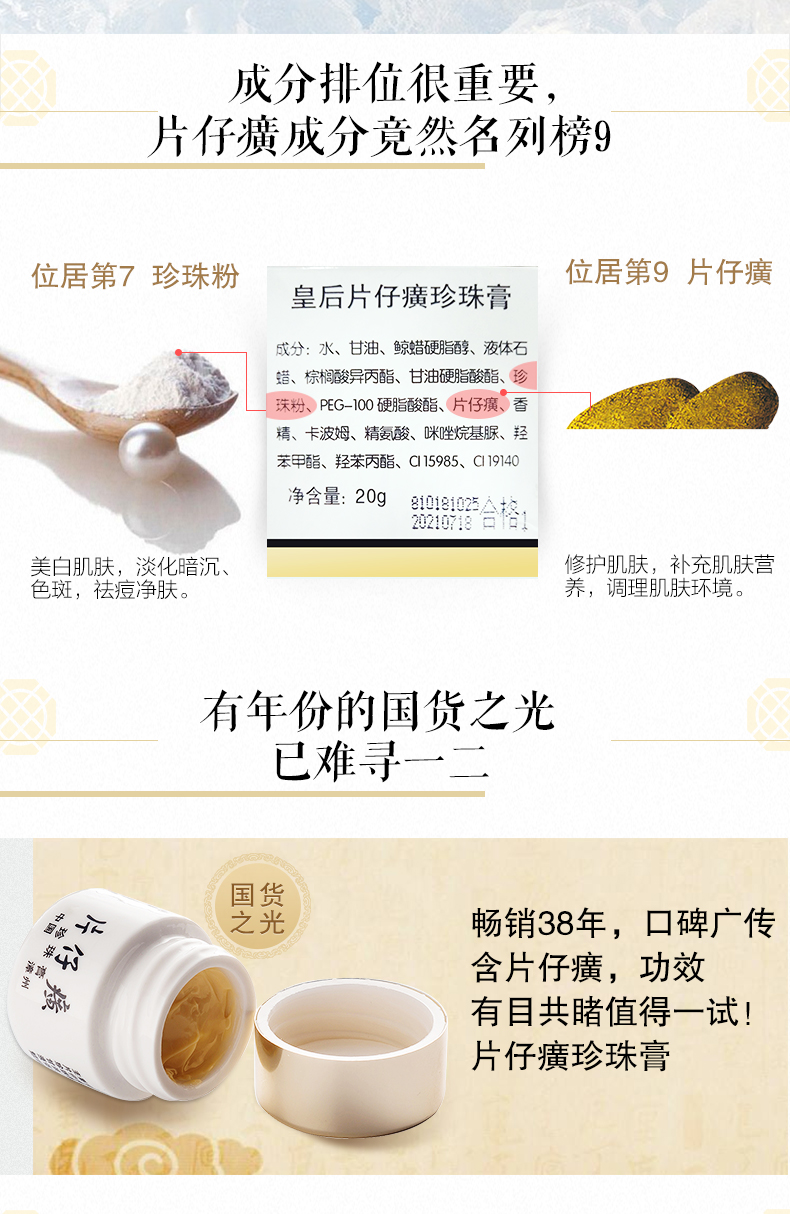 成分排位很重要，
片仔癀成分竟然名列榜9
位居第7 珍珠粉
位居第9 片仔癀
皇后片仔癀珍珠膏
成分：水、甘油、鲸蜡硬脂醇、液体石
蜡、棕榈酸异丙酯、甘油硬脂酸酯、珍
珠粉、PEG-100 硬脂酸酯、片仔癀、香
精、卡波姆、精氨酸、咪唑烷基脲、羟
苯甲酯、羟苯丙酯、CI 15985、CI 19140
净含量：20g
810181025
20210718
合格1
美白肌肤，淡化暗沉、
色斑，祛痘净肤。
修护肌肤，补充肌肤营
养，调理肌肤环境。
有年份的国货之光
已难寻一二
国货
之光
片仔癀
珍珠膏
中国
漳州
畅销38年，口碑广传
含片仔癀，功效
有目共睹值得一试！
片仔癀珍珠膏